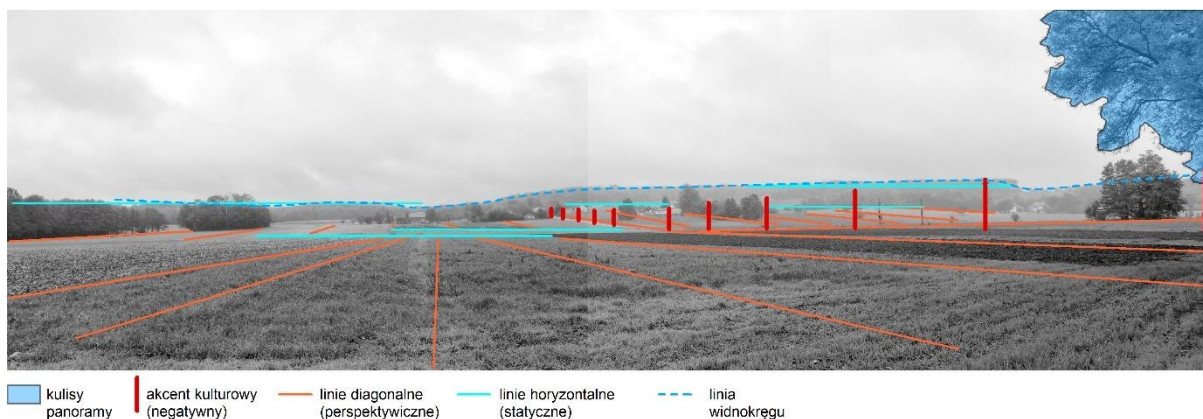 kulisy
panoramy
akcent kulturowy
(negatywny)
linie diagonalne
(perspektywiczne)
linie horyzontalne
(statyczne)
linia
widnokręgu